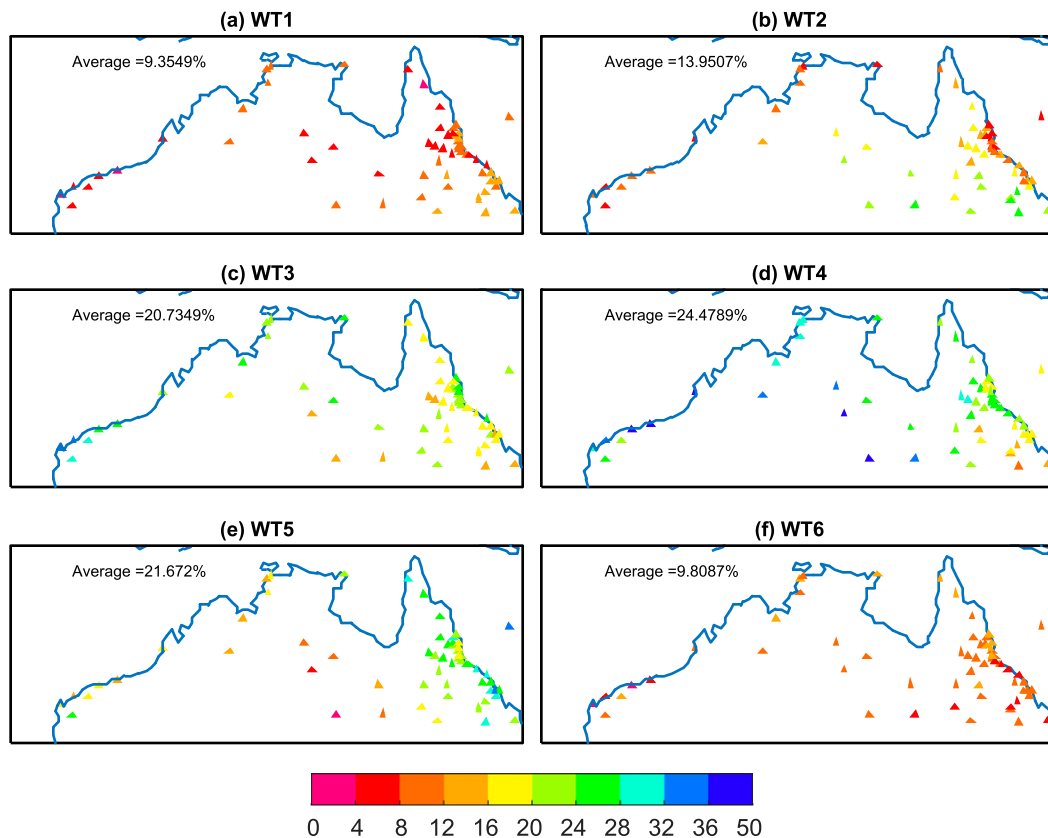 (a) WT1
Average =9.3549%
(b) WT2
Average =13.9507%
(c) WT3
Average =20.7349%
(d) WT4
Average =24.4789%
(e) WT5
Average =21.672%
(f) WT6
Average =9.8087%
0 4 8 12 16 20 24 28 32 36 50